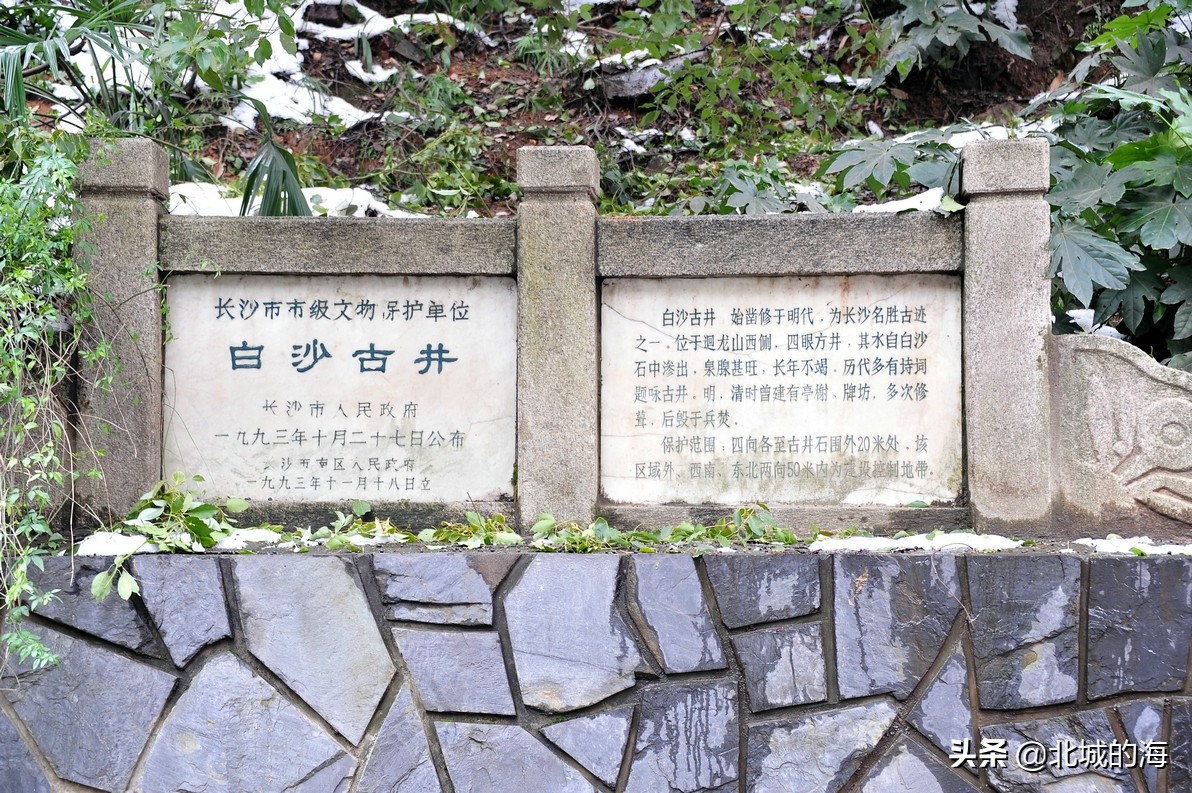 长沙市市级文物保护单位
白沙古井
长沙市人民政府
一九九三年十月二十七日公布
长沙市南区人民政府
一九九三年十一月十八日立
白沙古井，始凿修于明代，为长沙名胜古迹
之一。位于迴龙山西侧，四眼方井，其水自白沙
石中渗出，泉腺甚旺，长年不竭，历代多有诗词
题咏古井。明、清时曾建有亭榭、牌坊，多次修
葺，后毁于兵焚。
保护范围：四向各至古井石围外20米处，该
区域外、西南、东北两向50米内为建设控制地带。
头条 @北城的海